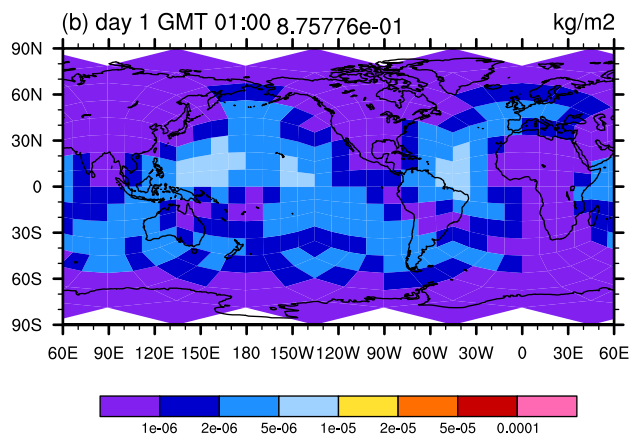 (b) day 1 GMT 01:00 8.75776e-01 kg/m2
90N
60N
30N
0
30S
60S
90S
60E 90E 120E 150E 180 150W 120W 90W 60W 30W 0 30E 60E
1e-06 2e-06 5e-06 1e-05 2e-05 5e-05 0.0001